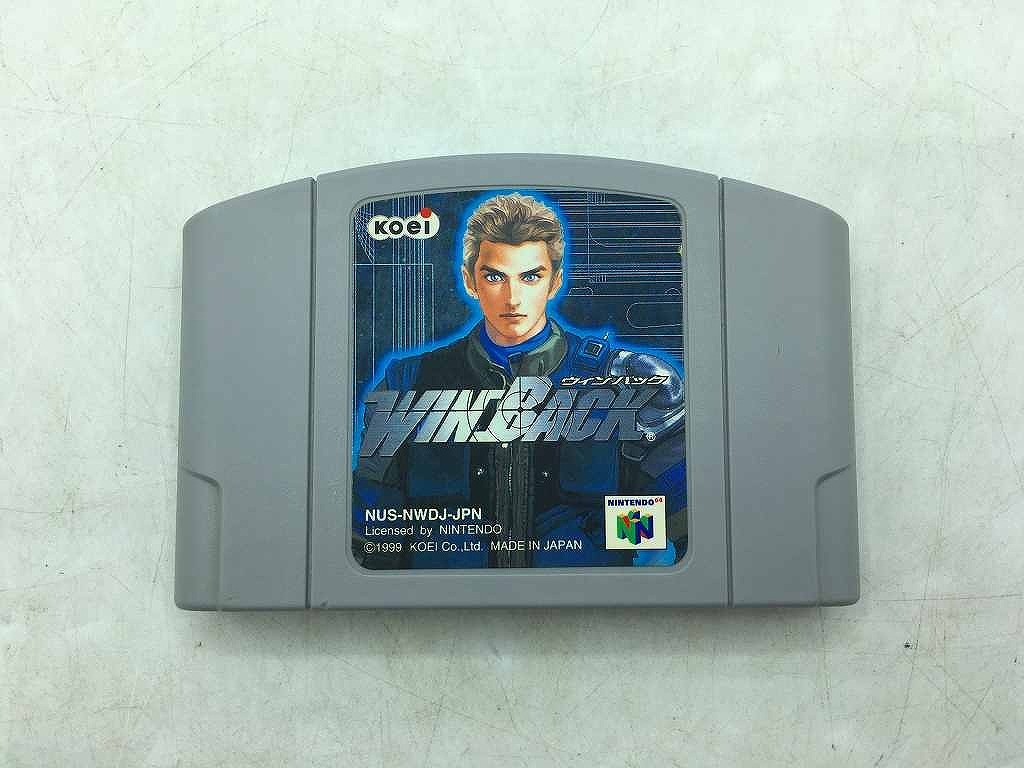 Koei
ウィンバック
WINBACK®
NUS-NWDJ-JPN
Licensed by NINTENDO
©1999 KOEI Co.,Ltd. MADE IN JAPAN
NINTENDO64